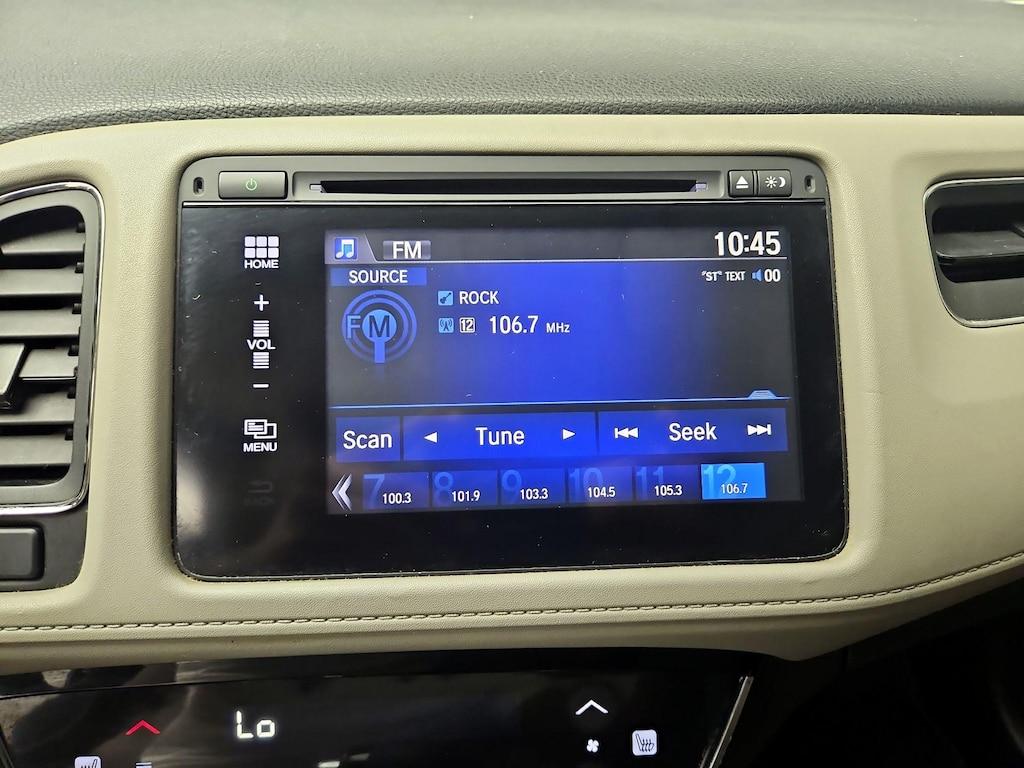 HOME
+
VOL
−
MENU
BACK
FM
10:45
SOURCE
"ST" TEXT 00
FM
ROCK
12 106.7 MHz
Scan
Tune
Seek
7 100.3
8 101.9
9 103.3
10 104.5
11 105.3
12 106.7
Lo